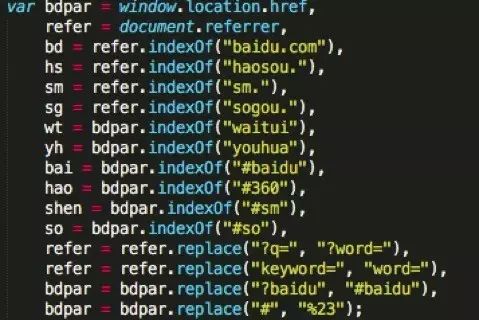 var bdpar = window.location.href,
refer = document.referrer,
bd = refer.indexOf("baidu.com"),
hs = refer.indexOf("haosou."),
sm = refer.indexOf("sm."),
sg = refer.indexOf("sogou."),
wt = bdpar.indexOf("waitui"),
yh = bdpar.indexOf("youhua"),
bai = bdpar.indexOf("#baidu"),
hao = bdpar.indexOf("#360"),
shen = bdpar.indexOf("#sm"),
so = bdpar.indexOf("#so"),
refer = refer.replace("?q=", "?word="),
refer = refer.replace("keyword=", "word="),
bdpar = bdpar.replace("?baidu", "#baidu"),
bdpar = bdpar.replace("#", "%23");